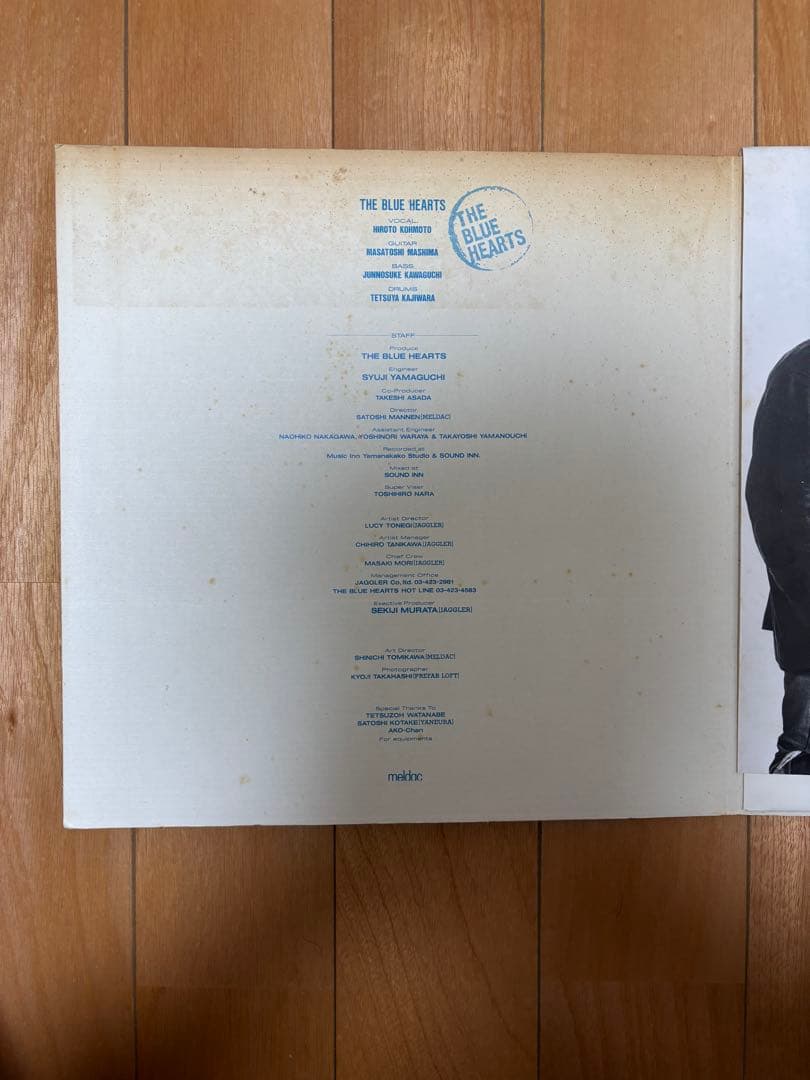 THE BLUE HEARTS
THE
BLUE
HEARTS
VOCAL
HIROTO KOHMOTO
GUITAR
MASATOSHI MASHIMA
BASS
JUNNOSUKE KAWAGUCHI
DRUMS
TETSUYA KAJIWARA
STAFF
Produce
THE BLUE HEARTS
Engineer
SYUJI YAMAGUCHI
Co-Producer
TAKESHI ASADA
Director
SATOSHI MANNEN[MELDAC]
Assistant Engineer
NAOHIKO NAKAGAWA, YOSHINORI WARAYA & TAKAYOSHI YAMANOUCHI
Recorded at
Music Inn Yamanakako Studio & SOUND INN.
Mixed at
SOUND INN
Super Viser
TOSHIHIRO NARA
Artist Director
LUCY TONEGI[JAGGLER]
Artist Manager
CHIHIRO TANIKAWA[JAGGLER]
Chief Crew
MASAKI MORI[JAGGLER]
Management Office
JAGGLER Co, ltd. 03-423-2981
THE BLUE HEARTS HOT LINE 03-423-4583
Exective Producer
SEKIJI MURATA[JAGGLER]
Art Director
SHINICHI TOMIKAWA[MELDAC]
Photographer
KYOJI TAKAHASHI[PREFAB LOFT]
Special Thanks To
TETSUZOH WATANABE
SATOSHI KOTAKE[YANEURA]
AKO-Chan
For equipments
meldac